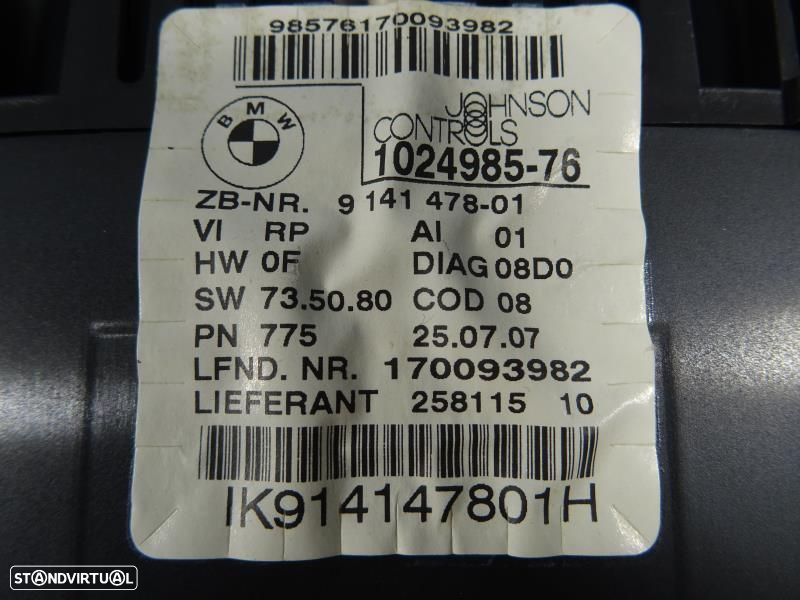 98576170093982
BMW
JOHNSON
CONTROLS
1024985-76
ZB-NR. 9 141 478-01
VI RP AI 01
HW 0F DIAG 08D0
SW 73.50.80 COD 08
PN 775 25.07.07
LFND. NR. 170093982
LIEFERANT 258115 10
IK914147801H
STANDVIRTUAL